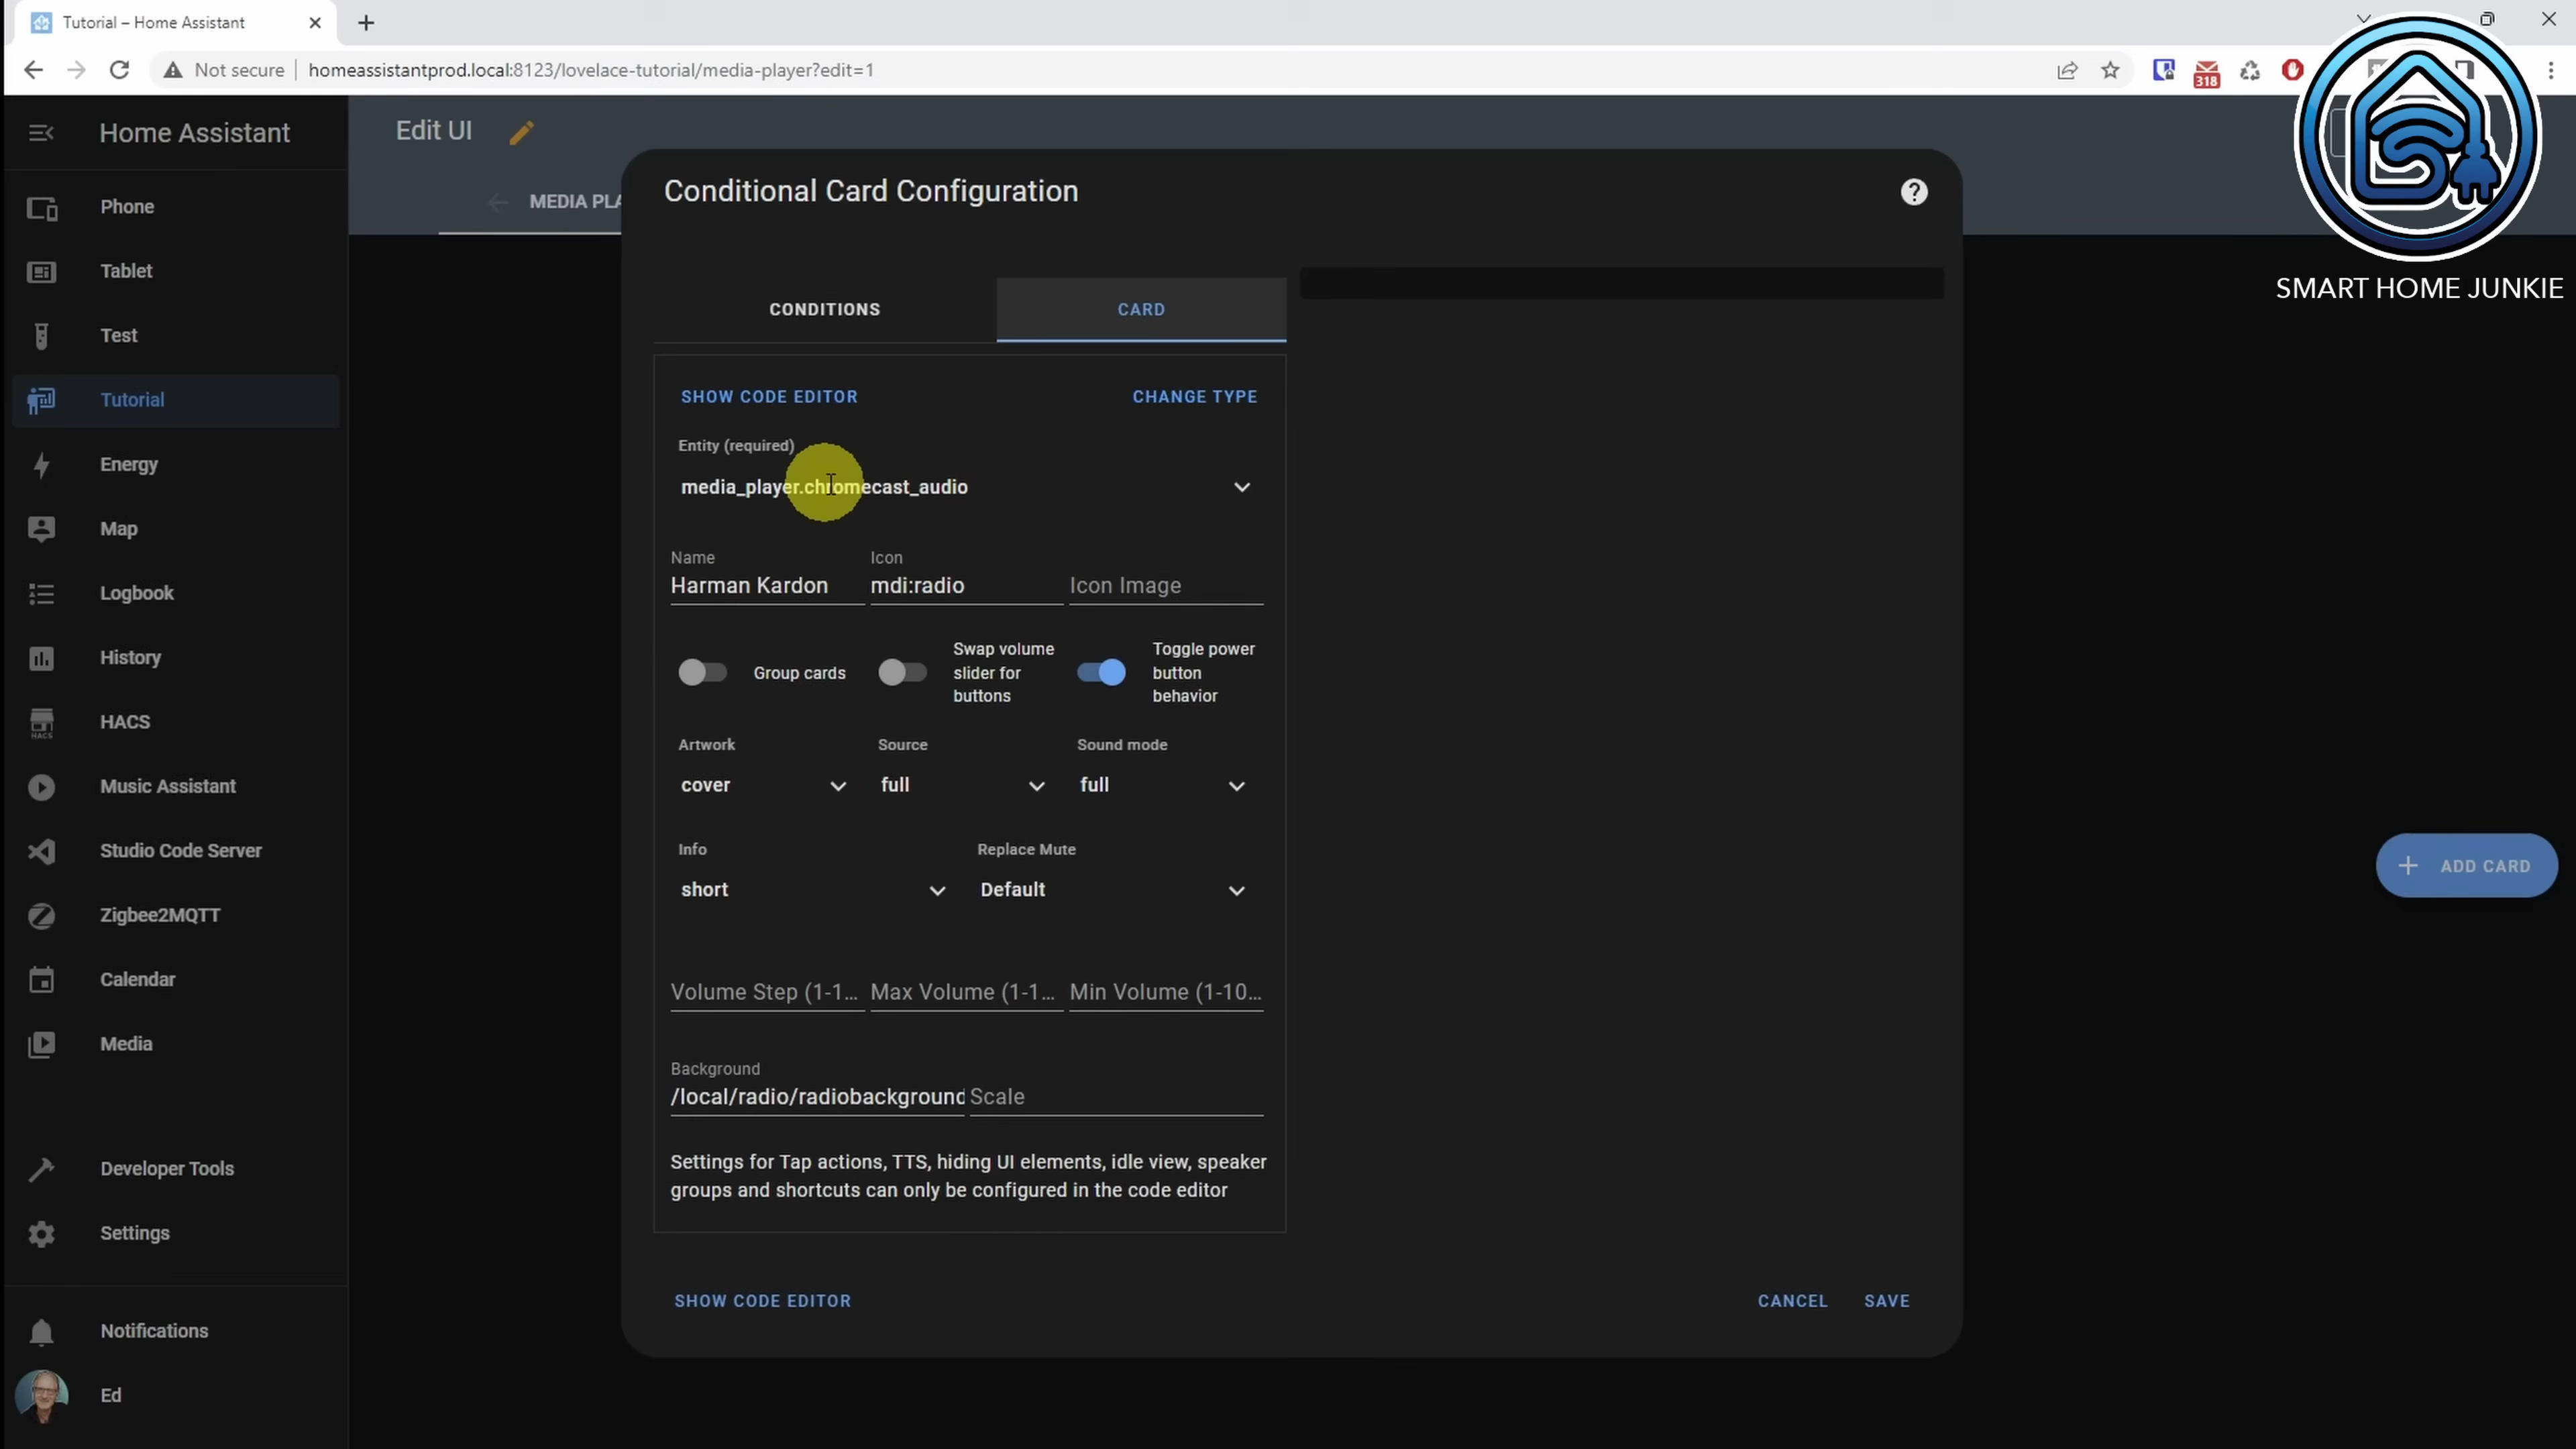 Tutorial – Home Assistant
Not secure
homeassistantprod.local:8123/lovelace-tutorial/media-player?edit=1
318
Home Assistant
Edit UI
MEDIA PLA
Conditional Card Configuration
SMART HOME JUNKIE
Phone
Tablet
Test
Tutorial
Energy
Map
Logbook
History
HACS
HACS
Music Assistant
Studio Code Server
Zigbee2MQTT
Calendar
Media
Developer Tools
Settings
Notifications
Ed
CONDITIONS
CARD
SHOW CODE EDITOR
CHANGE TYPE
Entity (required)
media_player.chromecast_audio
Name
Icon
Harman Kardon
mdi:radio
Icon Image
Group cards
Swap volume
slider for
buttons
Toggle power
button
behavior
Artwork
Source
Sound mode
cover
full
full
Info
Replace Mute
short
Default
Volume Step (1-1...
Max Volume (1-1...
Min Volume (1-10...
Background
/local/radio/radiobackground
Scale
Settings for Tap actions, TTS, hiding UI elements, idle view, speaker
groups and shortcuts can only be configured in the code editor
SHOW CODE EDITOR
CANCEL
SAVE
ADD CARD